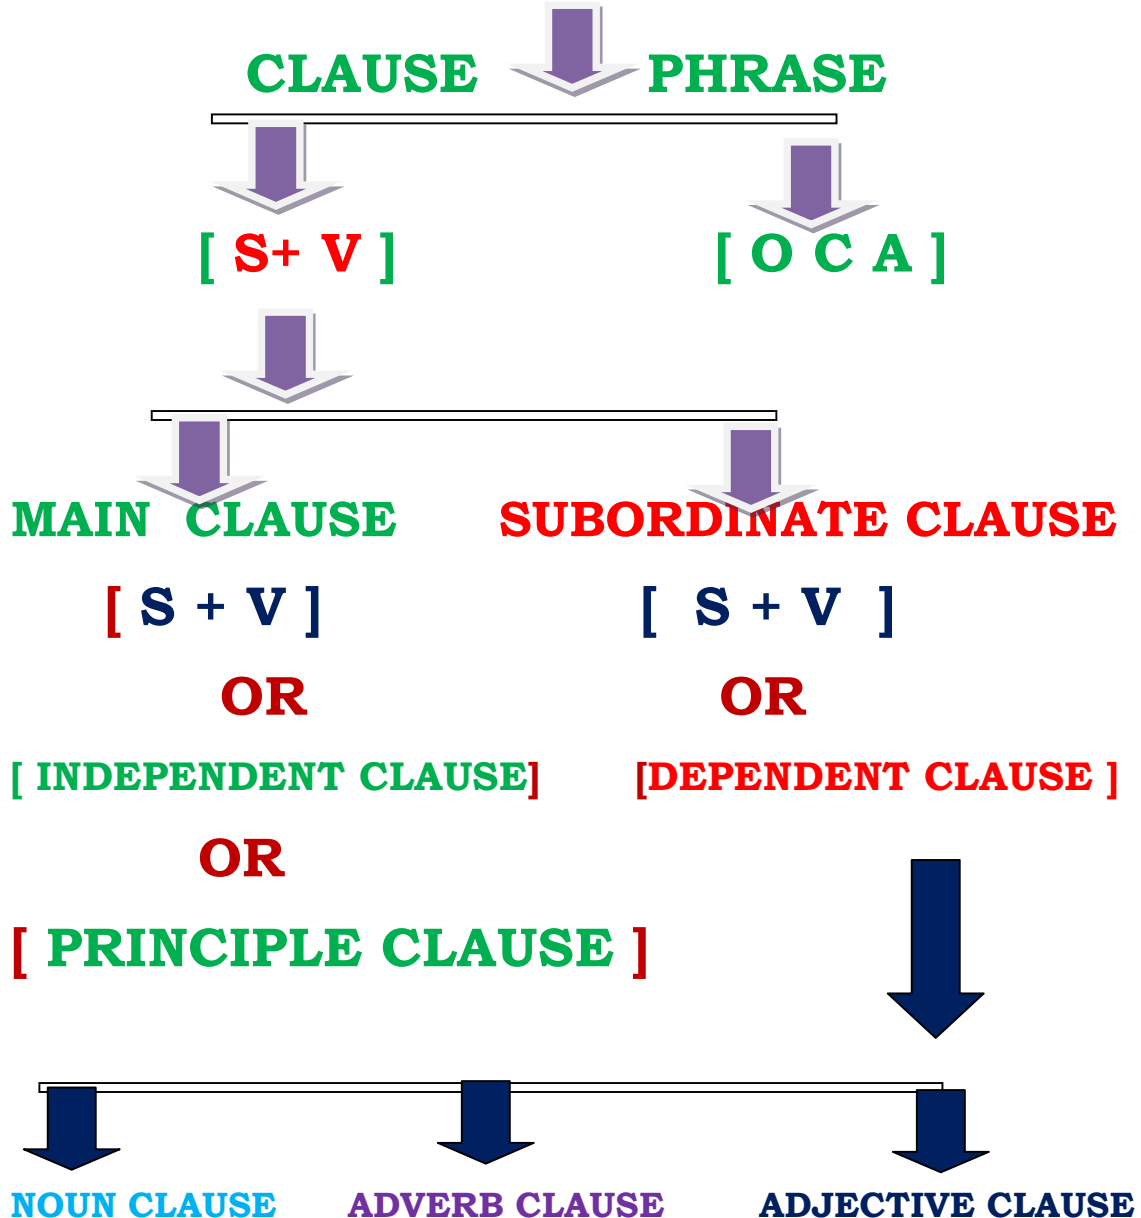 CLAUSE PHRASE
[ S+ V ] [ O C A ]
MAIN CLAUSE SUBORDINATE CLAUSE
[ S + V ] [ S + V ]
OR OR
[ INDEPENDENT CLAUSE] [DEPENDENT CLAUSE ]
OR
[ PRINCIPLE CLAUSE ]
NOUN CLAUSE ADVERB CLAUSE ADJECTIVE CLAUSE